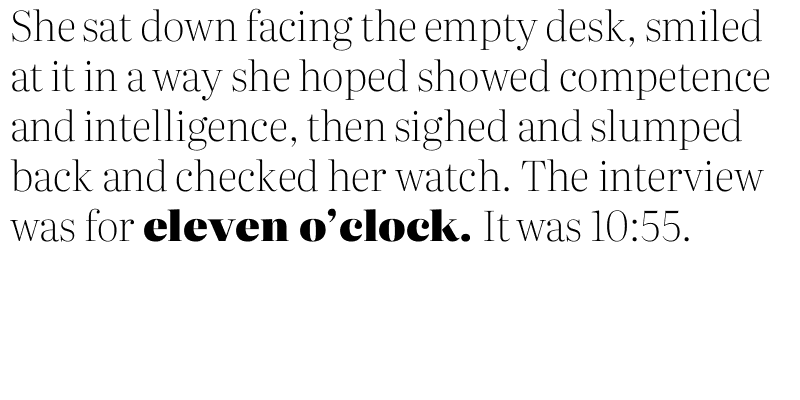 She sat down facing the empty desk, smiled
at it in a way she hoped showed competence
and intelligence, then sighed and slumped
back and checked her watch. The interview
was for eleven o’clock. It was 10:55.